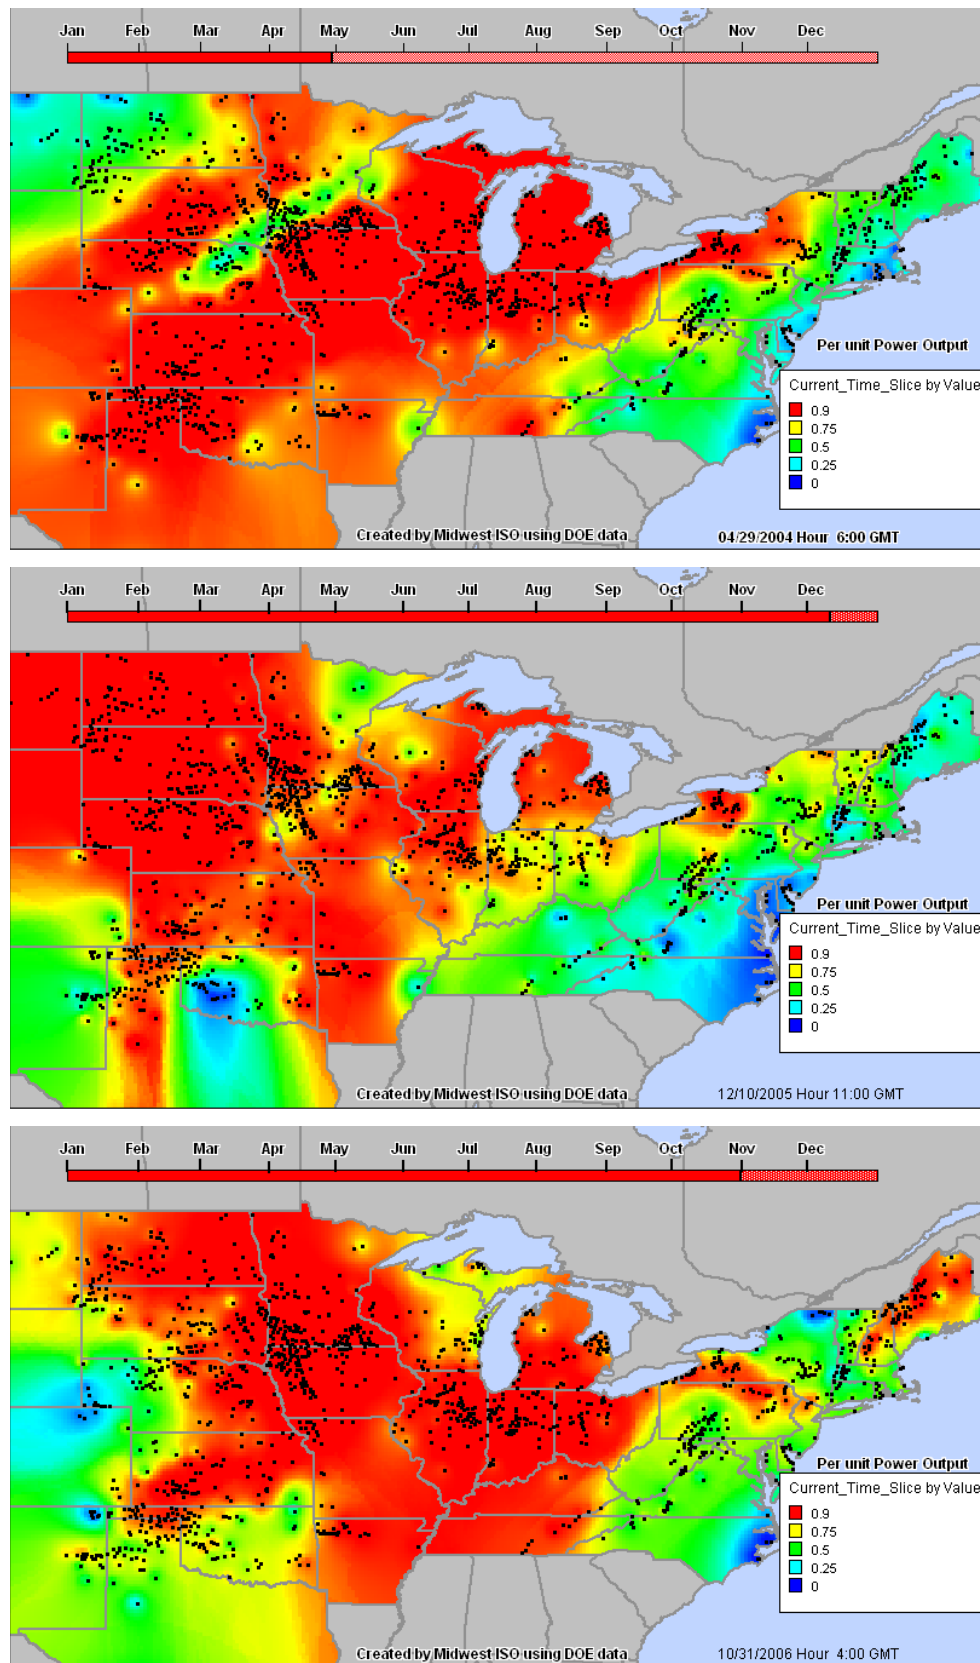 Jan Feb Mar Apr May Jun Jul Aug Sep Oct Nov Dec
Per unit Power Output
Current_Time_Slice by Value
0.9
0.75
0.5
0.25
0
Created by Midwest ISO using DOE data
04/29/2004 Hour 6:00 GMT
Jan Feb Mar Apr May Jun Jul Aug Sep Oct Nov Dec
Per unit Power Output
Current_Time_Slice by Value
0.9
0.75
0.5
0.25
0
Created by Midwest ISO using DOE data
12/10/2005 Hour 11:00 GMT
Jan Feb Mar Apr May Jun Jul Aug Sep Oct Nov Dec
Per unit Power Output
Current_Time_Slice by Value
0.9
0.75
0.5
0.25
0
Created by Midwest ISO using DOE data
10/31/2006 Hour 4:00 GMT